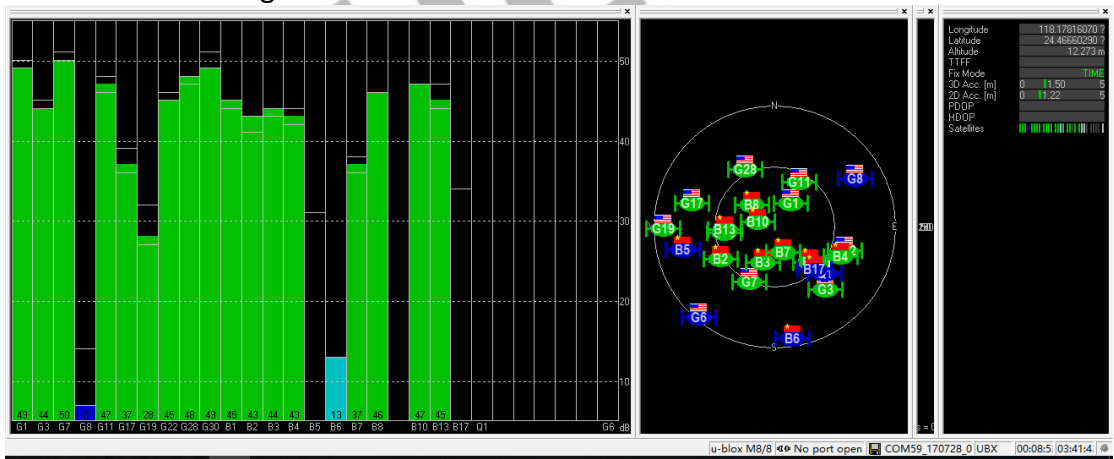 50
40
30
20
10
49 44 50 47 37 28 45 48 49 45 43 44 43 13 37 46 47 45
G1 G3 G7 G8 G11 G17 G19 G22 G28 G30 B1 B2 B3 B4 B5 B6 B7 B8 B10 B13 B17 Q1 G6 dB
N
G28
G11
G8
G17
B8
G1
B10
G19
B13
E
B5
B7
B4
B2
B3
B17
G7
G3
G6
B6
S
Longitude 118.17816070 ?
Latitude 24.46660290 ?
Altitude 12.273 m
TTFF
Fix Mode TIME
3D Acc. [m] 0 1.50 5
2D Acc. [m] 0 1.22 5
PDOP
HDOP
Satellites
u-blox M8/8 No port open COM59_170728_0 UBX 00:08:5 03:41:4